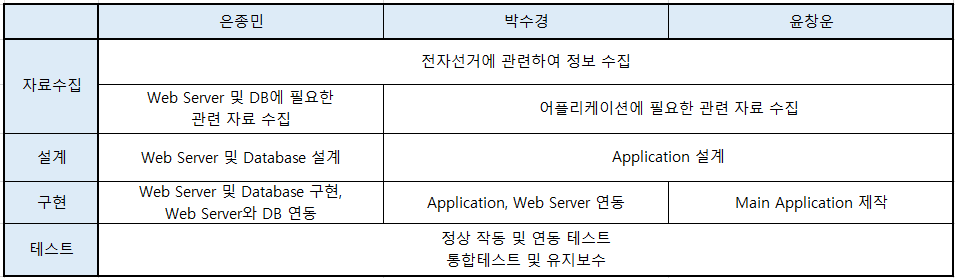 은종민 박수경 윤창운
자료수집
전자선거에 관련하여 정보 수집
Web Server 및 DB에 필요한
관련 자료 수집
어플리케이션에 필요한 관련 자료 수집
설계
Web Server 및 Database 설계
Application 설계
구현
Web Server 및 Database 구현,
Web Server와 DB 연동
Application, Web Server 연동
Main Application 제작
테스트
정상 작동 및 연동 테스트
통합테스트 및 유지보수